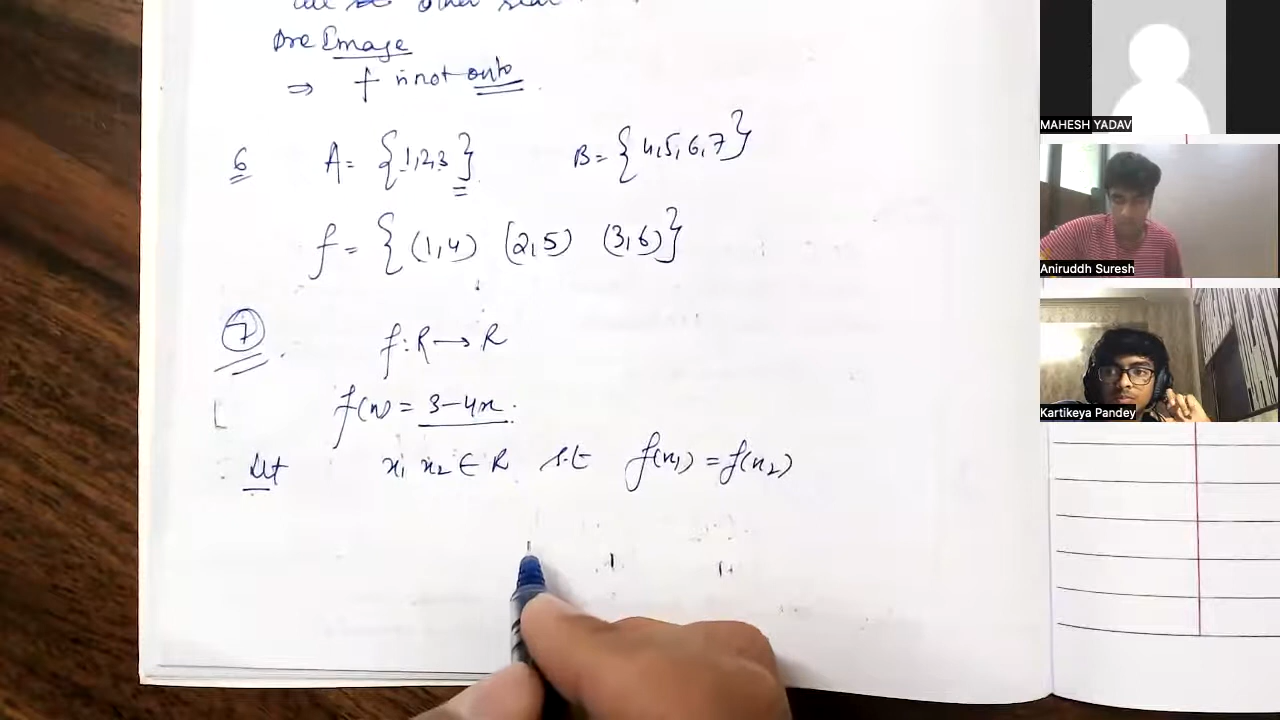 other
Pre Image
⇒ f is not onto
6 A = {1,2,3} B = {4,5,6,7}
f = {(1,4) (2,5) (3,6)}
7 f: R → R
f(x) = 3-4x.
Let x₁ x₂ ∈ R s.t f(x₁) = f(x₂)
MAHESH YADAV
Aniruddh Suresh
Kartikeya Pandey